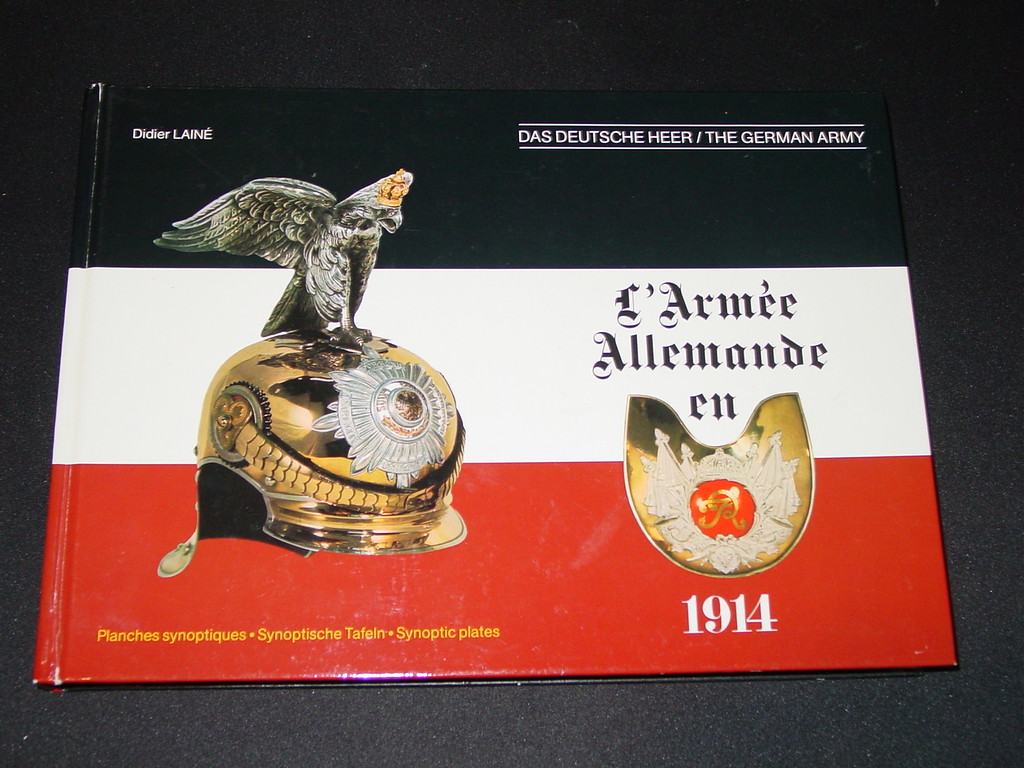 Didier LAINÉ
DAS DEUTSCHE HEER / THE GERMAN ARMY
L'Armée
Allemande
en
1914
Planches synoptiques • Synoptische Tafeln • Synoptic plates